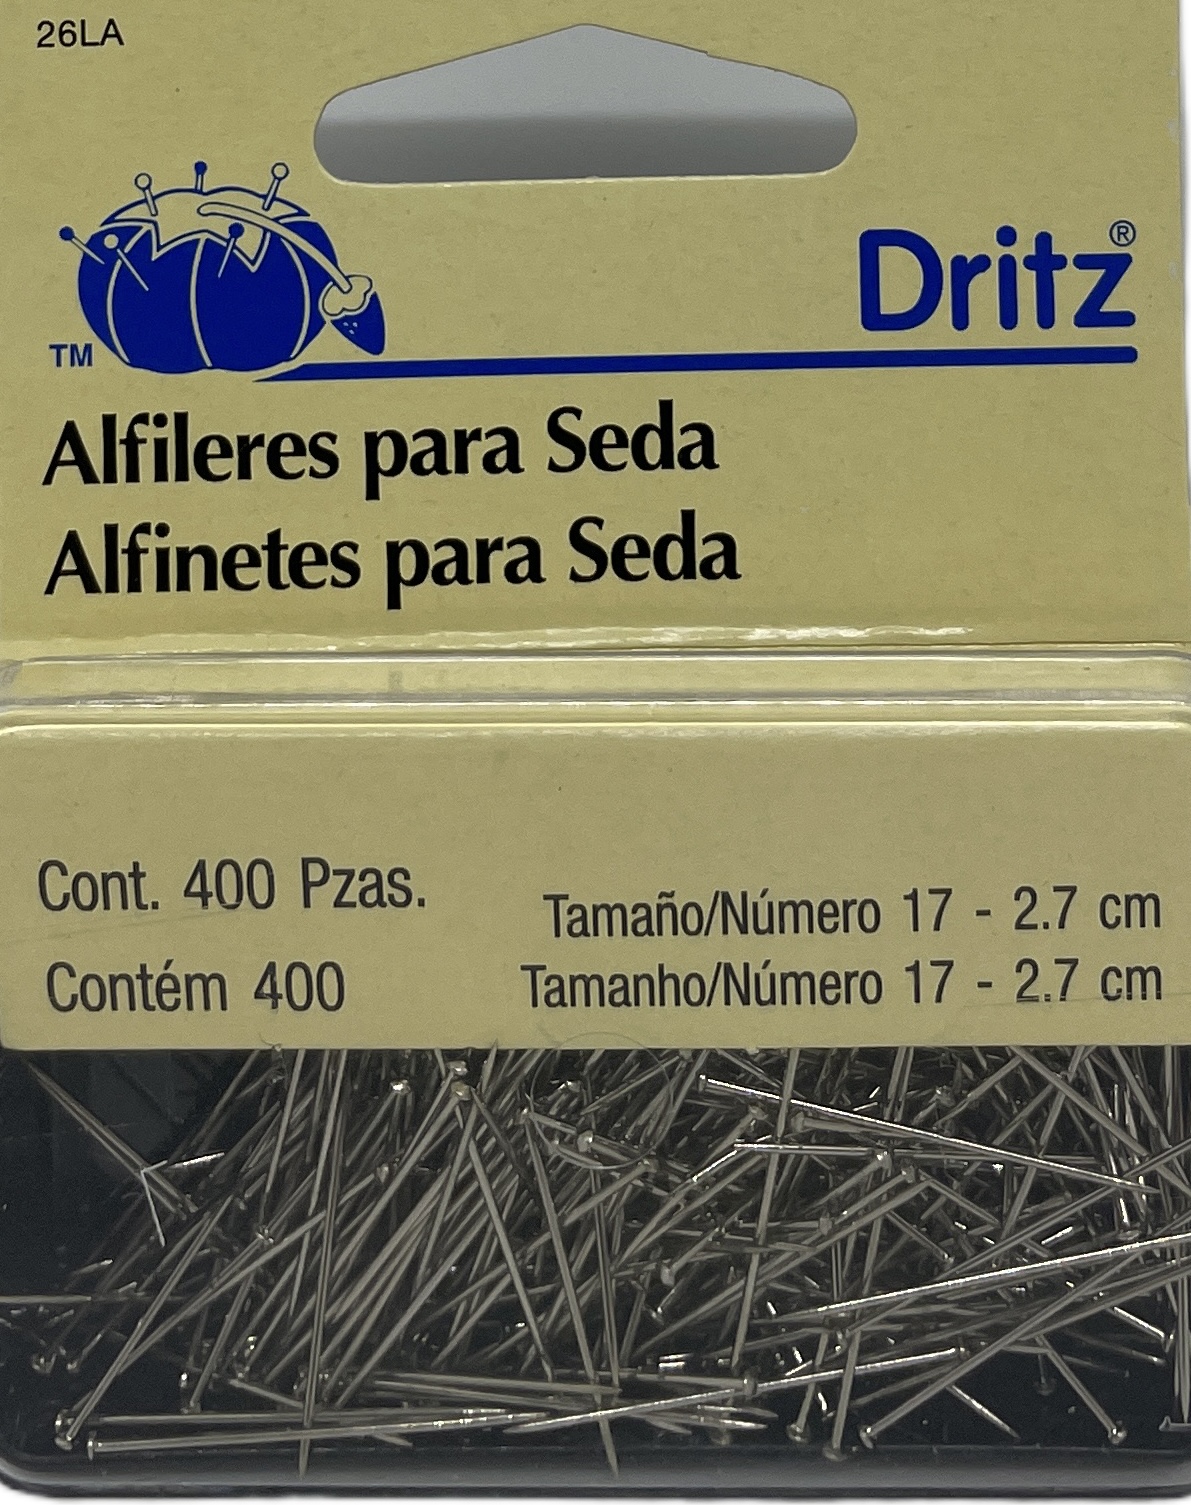 26LA
Dritz®
TM
Alfileres para Seda
Alfinetes para Seda
Cont. 400 Pzas.
Tamaño/Número 17 - 2.7 cm
Contém 400
Tamanho/Número 17 - 2.7 cm